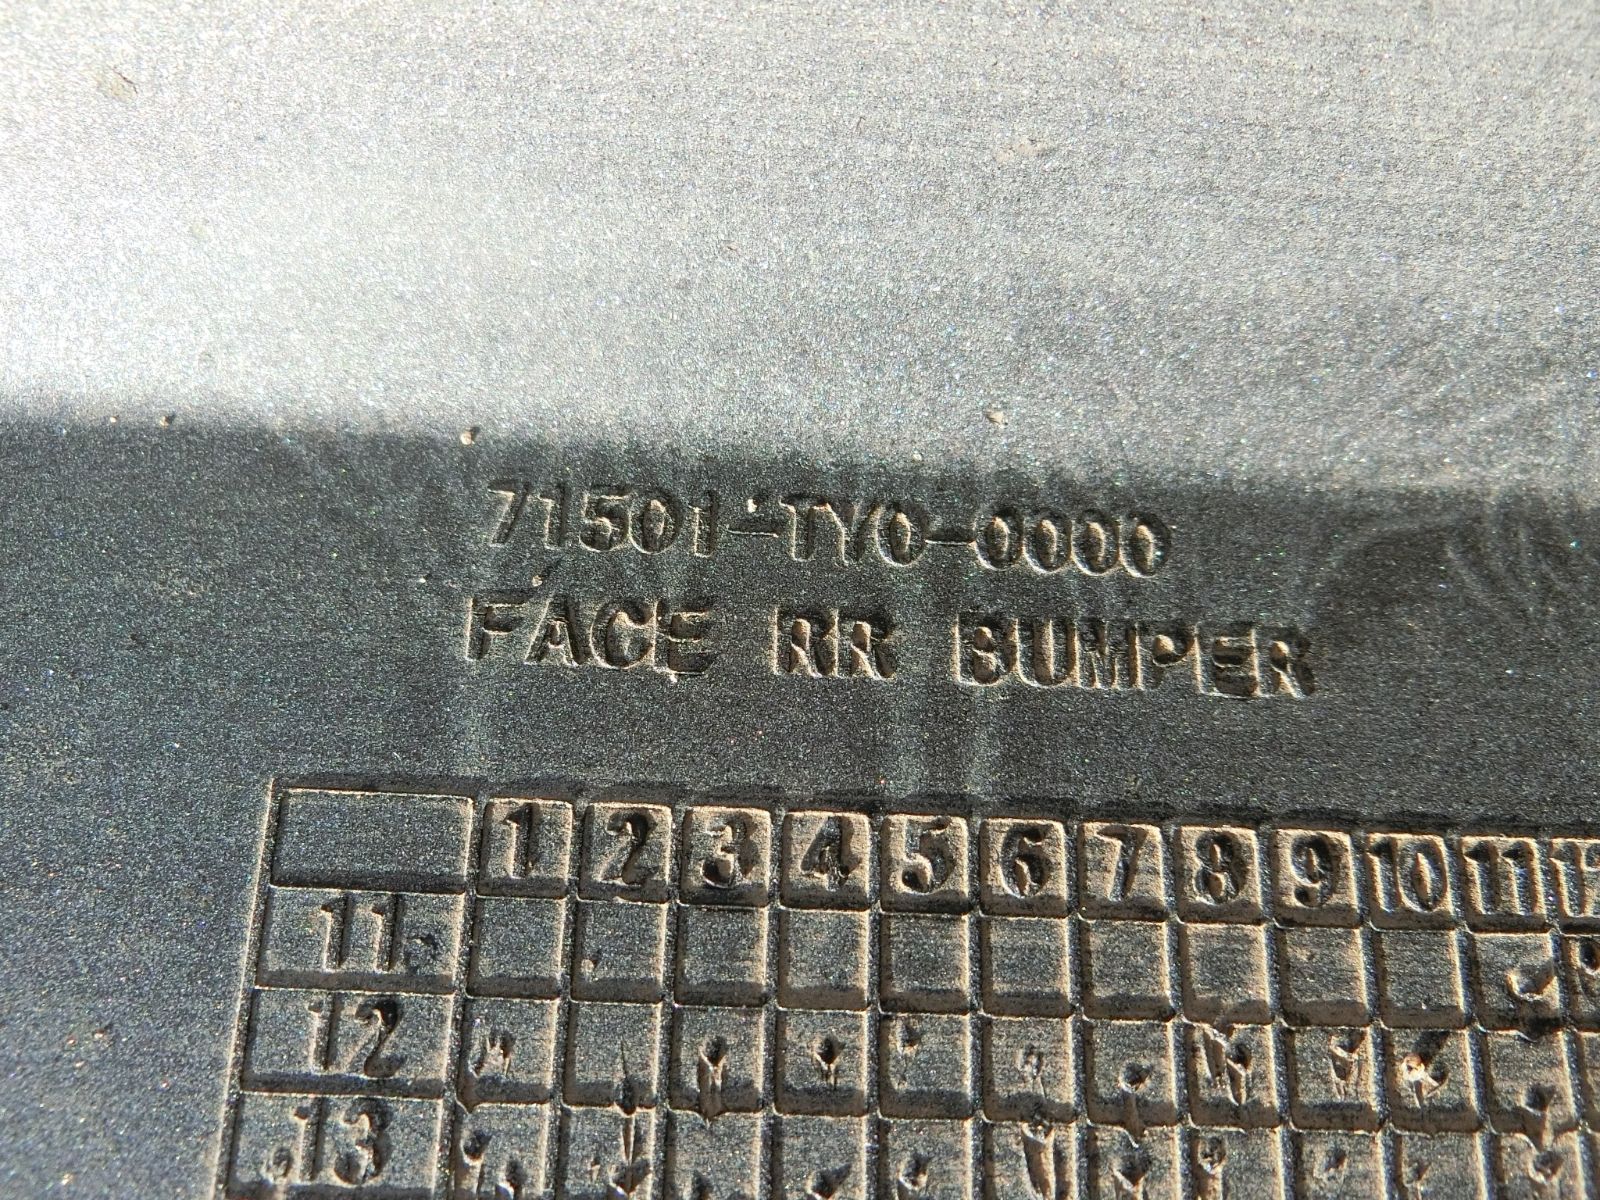 71501-TY0-0000
FACE RR BUMPER
1 2 3 4 5 6 7 8 9 10 11
11
12
13